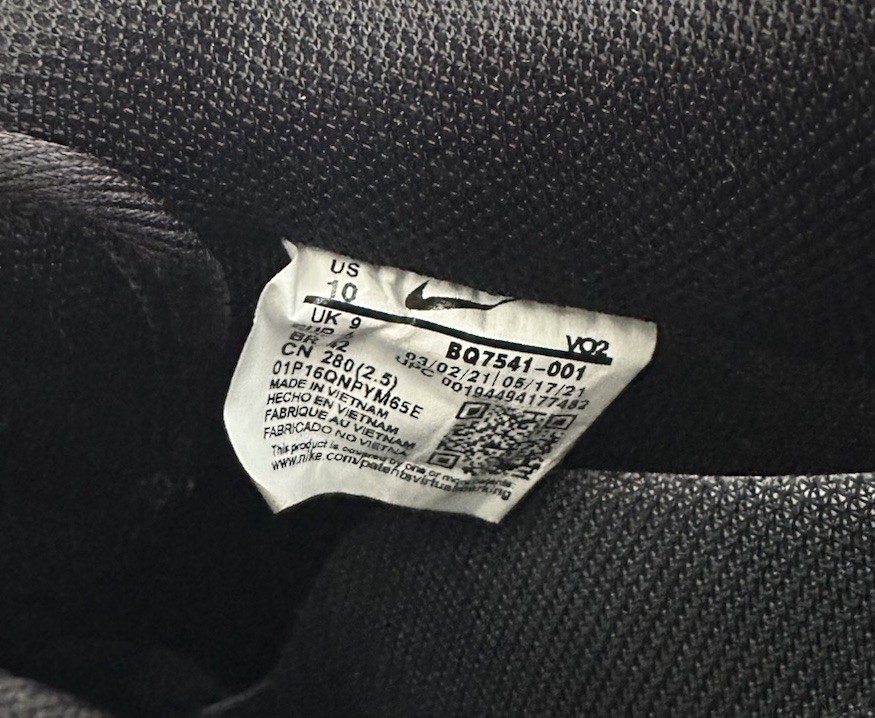 US
10
UK 9
BR 42
CN 280(2.5)
01P16QNPYM65E
MADE IN VIETNAM
HECHO EN VIETNAM
FABRIQUE AU VIETNAM
FABRICADO NO VIETNA
This product is covered by one or more patents:
www.nike.com/patentsvirtualmarking
VO2
BQ7541-001
03/02/21/05/17/21
UPC 00194494177483